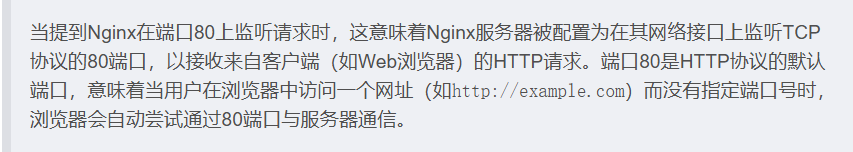 当提到Nginx在端口80上监听请求时，这意味着Nginx服务器被配置为在其网络接口上监听TCP
协议的80端口，以接收来自客户端（如Web浏览器）的HTTP请求。端口80是HTTP协议的默认
端口，意味着当用户在浏览器中访问一个网址（如http://example.com）而没有指定端口号时，
浏览器会自动尝试通过80端口与服务器通信。